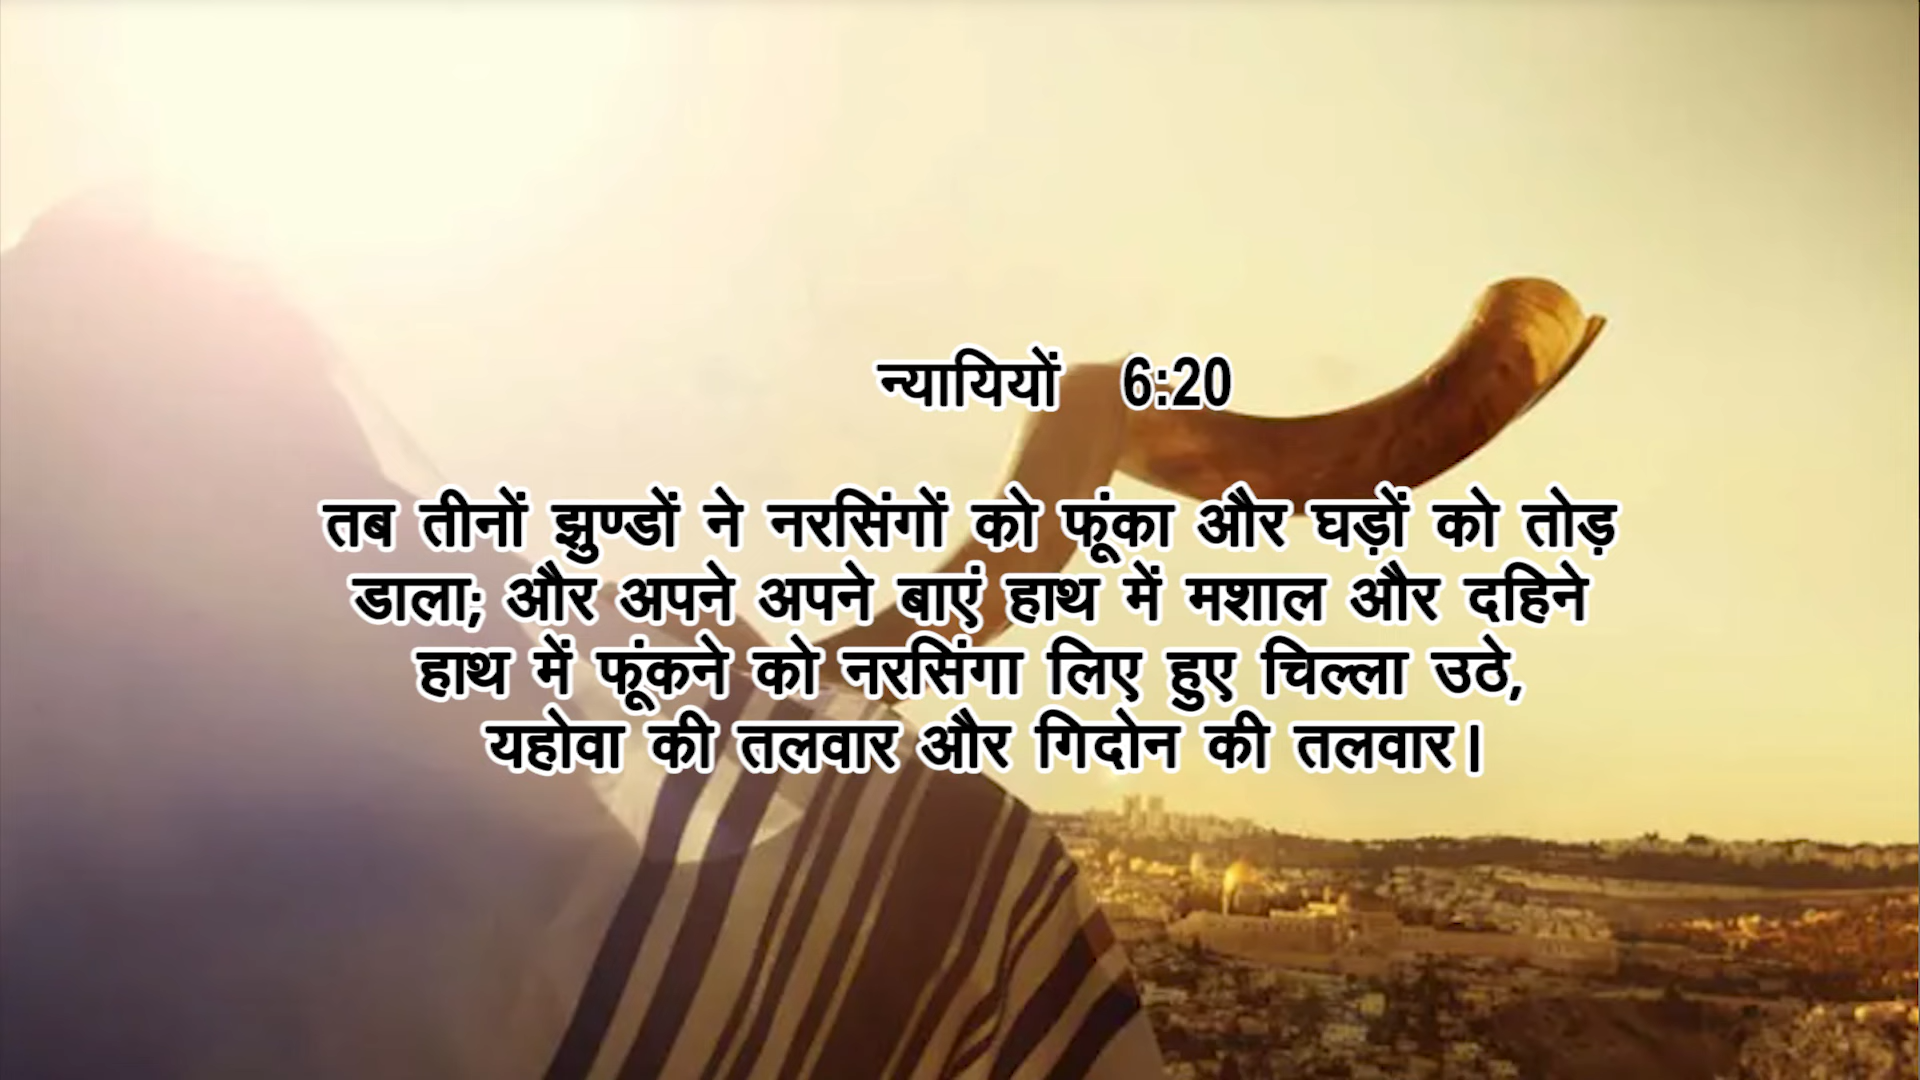 न्यायियों 6:20
तब तीनों झुण्डों ने नरसिंगों को फूंका और घड़ों को तोड़
डाला; और अपने अपने बाएं हाथ में मशाल और दहिने
हाथ में फूंकने को नरसिंगा लिए हुए चिल्ला उठे,
यहोवा की तलवार और गिदोन की तलवार।